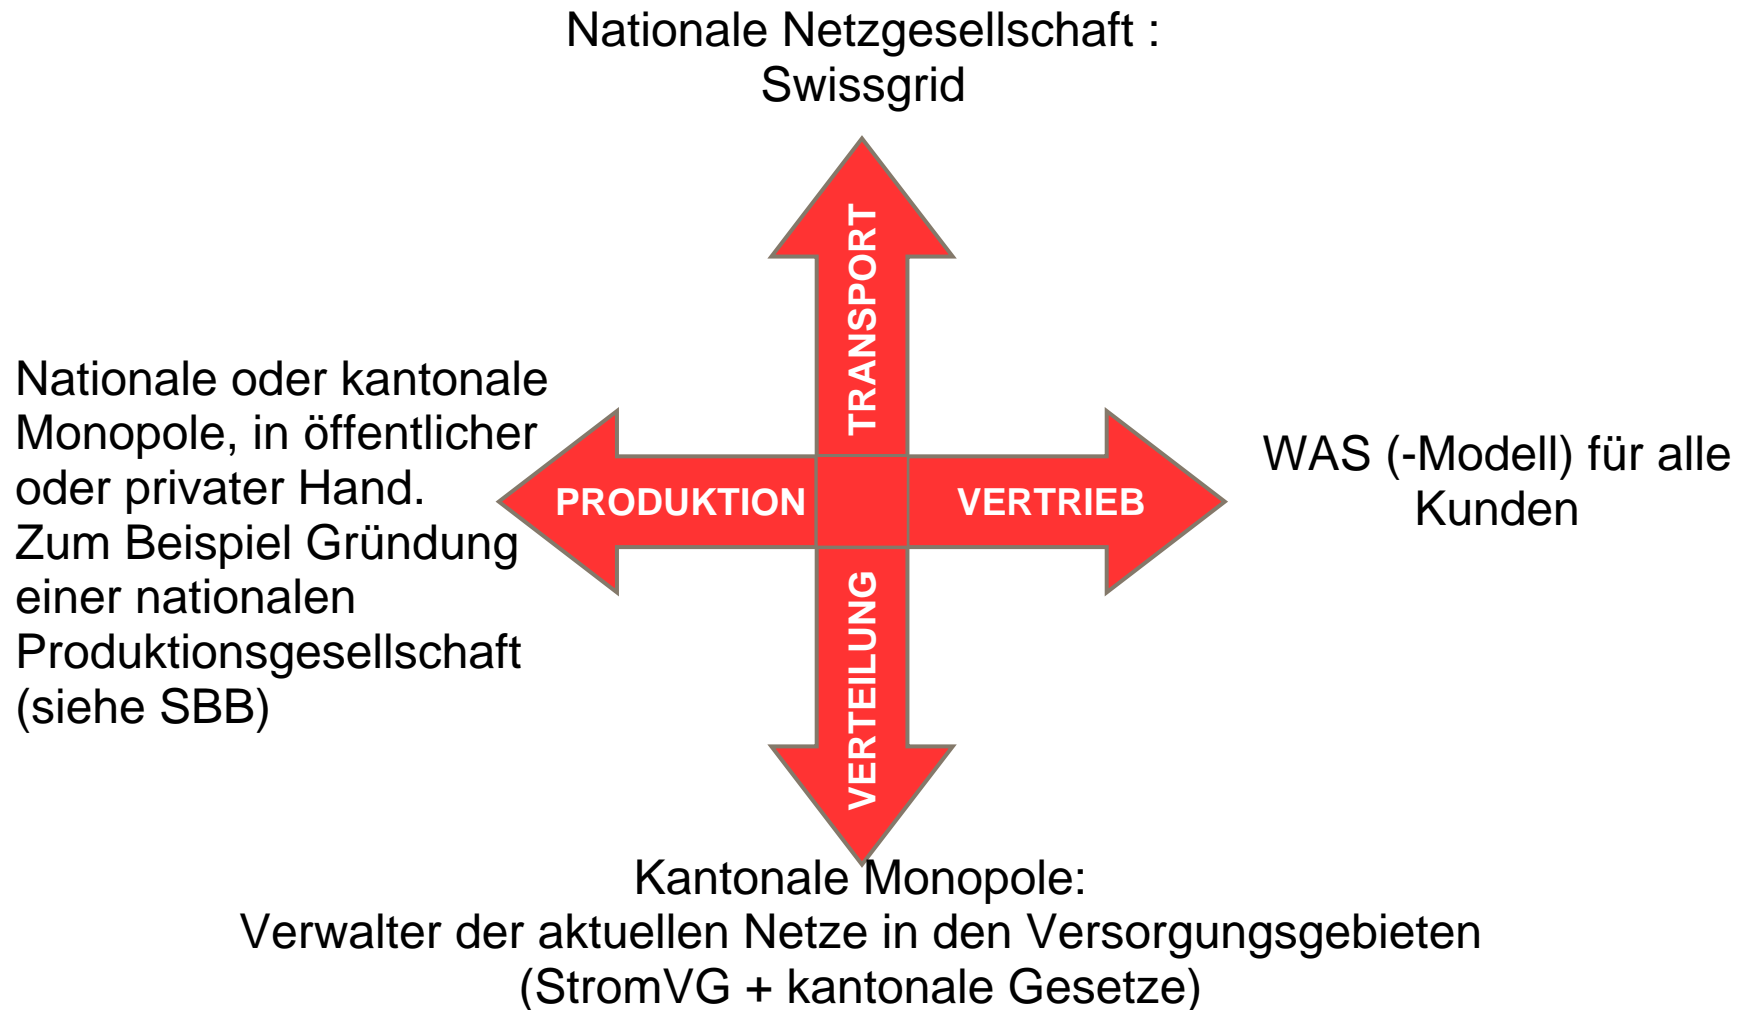 Nationale Netzgesellschaft :
Swissgrid
TRANSPORT
Nationale oder kantonale
Monopole, in öffentlicher
oder privater Hand.
Zum Beispiel Gründung
einer nationalen
Produktionsgesellschaft
(siehe SBB)
PRODUKTION
VERTRIEB
WAS (-Modell) für alle
Kunden
VERTEILUNG
Kantonale Monopole:
Verwalter der aktuellen Netze in den Versorgungsgebieten
(StromVG + kantonale Gesetze)